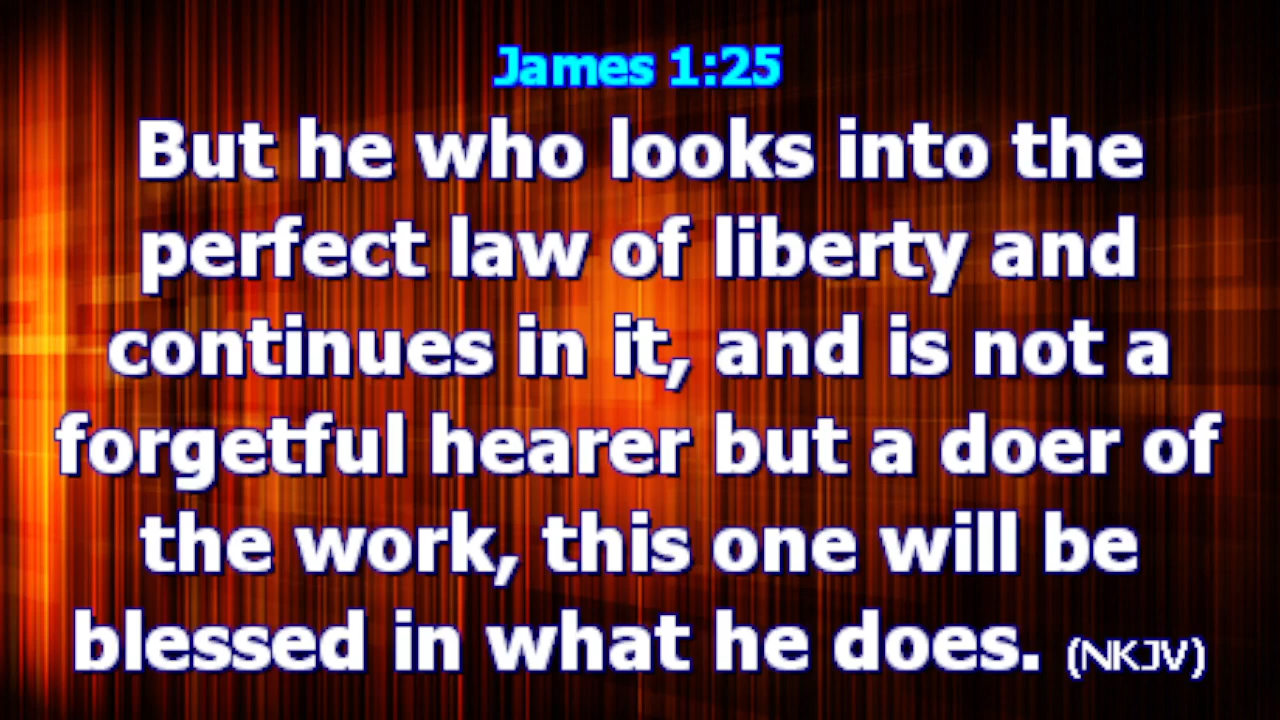 James 1:25
But he who looks into the
perfect law of liberty and
continues in it, and is not a
forgetful hearer but a doer of
the work, this one will be
blessed in what he does. (NKJV)